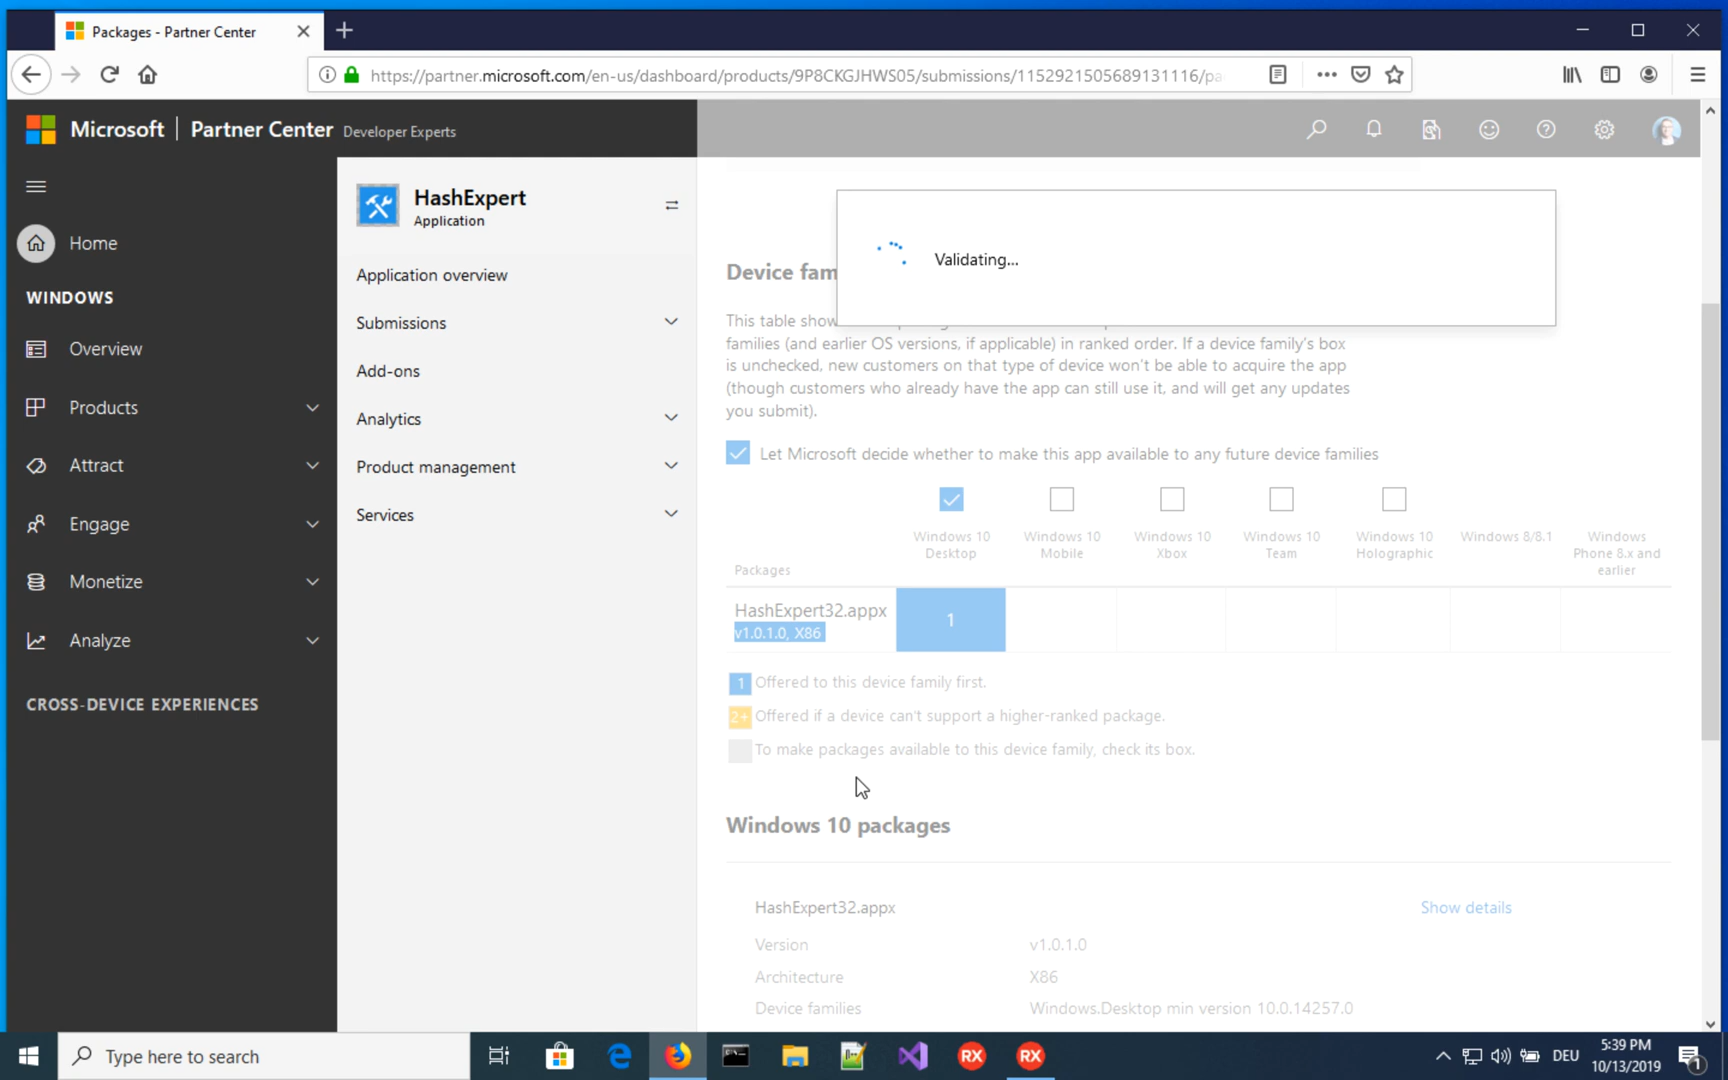 Packages - Partner Center
https://partner.microsoft.com/en-us/dashboard/products/9P8CKGJHWS05/submissions/1152921505689131116/pa
Microsoft | Partner Center Developer Experts
Home
WINDOWS
Overview
Products
Attract
Engage
Monetize
Analyze
CROSS-DEVICE EXPERIENCES
HashExpert
Application
Application overview
Submissions
Add-ons
Analytics
Product management
Services
Validating...
Device fam
This table show
families (and earlier OS versions, if applicable) in ranked order. If a device family's box
is unchecked, new customers on that type of device won't be able to acquire the app
(though customers who already have the app can still use it, and will get any updates
you submit).
Let Microsoft decide whether to make this app available to any future device families
Packages
Windows 10
Desktop
Windows 10
Mobile
Windows 10
Xbox
Windows 10
Team
Windows 10
Holographic
Windows 8/8.1
Windows
Phone 8.x and
earlier
HashExpert32.appx
v1.0.1.0, X86
1
1 Offered to this device family first.
2+ Offered if a device can't support a higher-ranked package.
To make packages available to this device family, check its box.
Windows 10 packages
HashExpert32.appx
Show details
Version v1.0.1.0
Architecture X86
Device families Windows.Desktop min version 10.0.14257.0
Type here to search
RX
RX
DEU
5:39 PM
10/13/2019
1